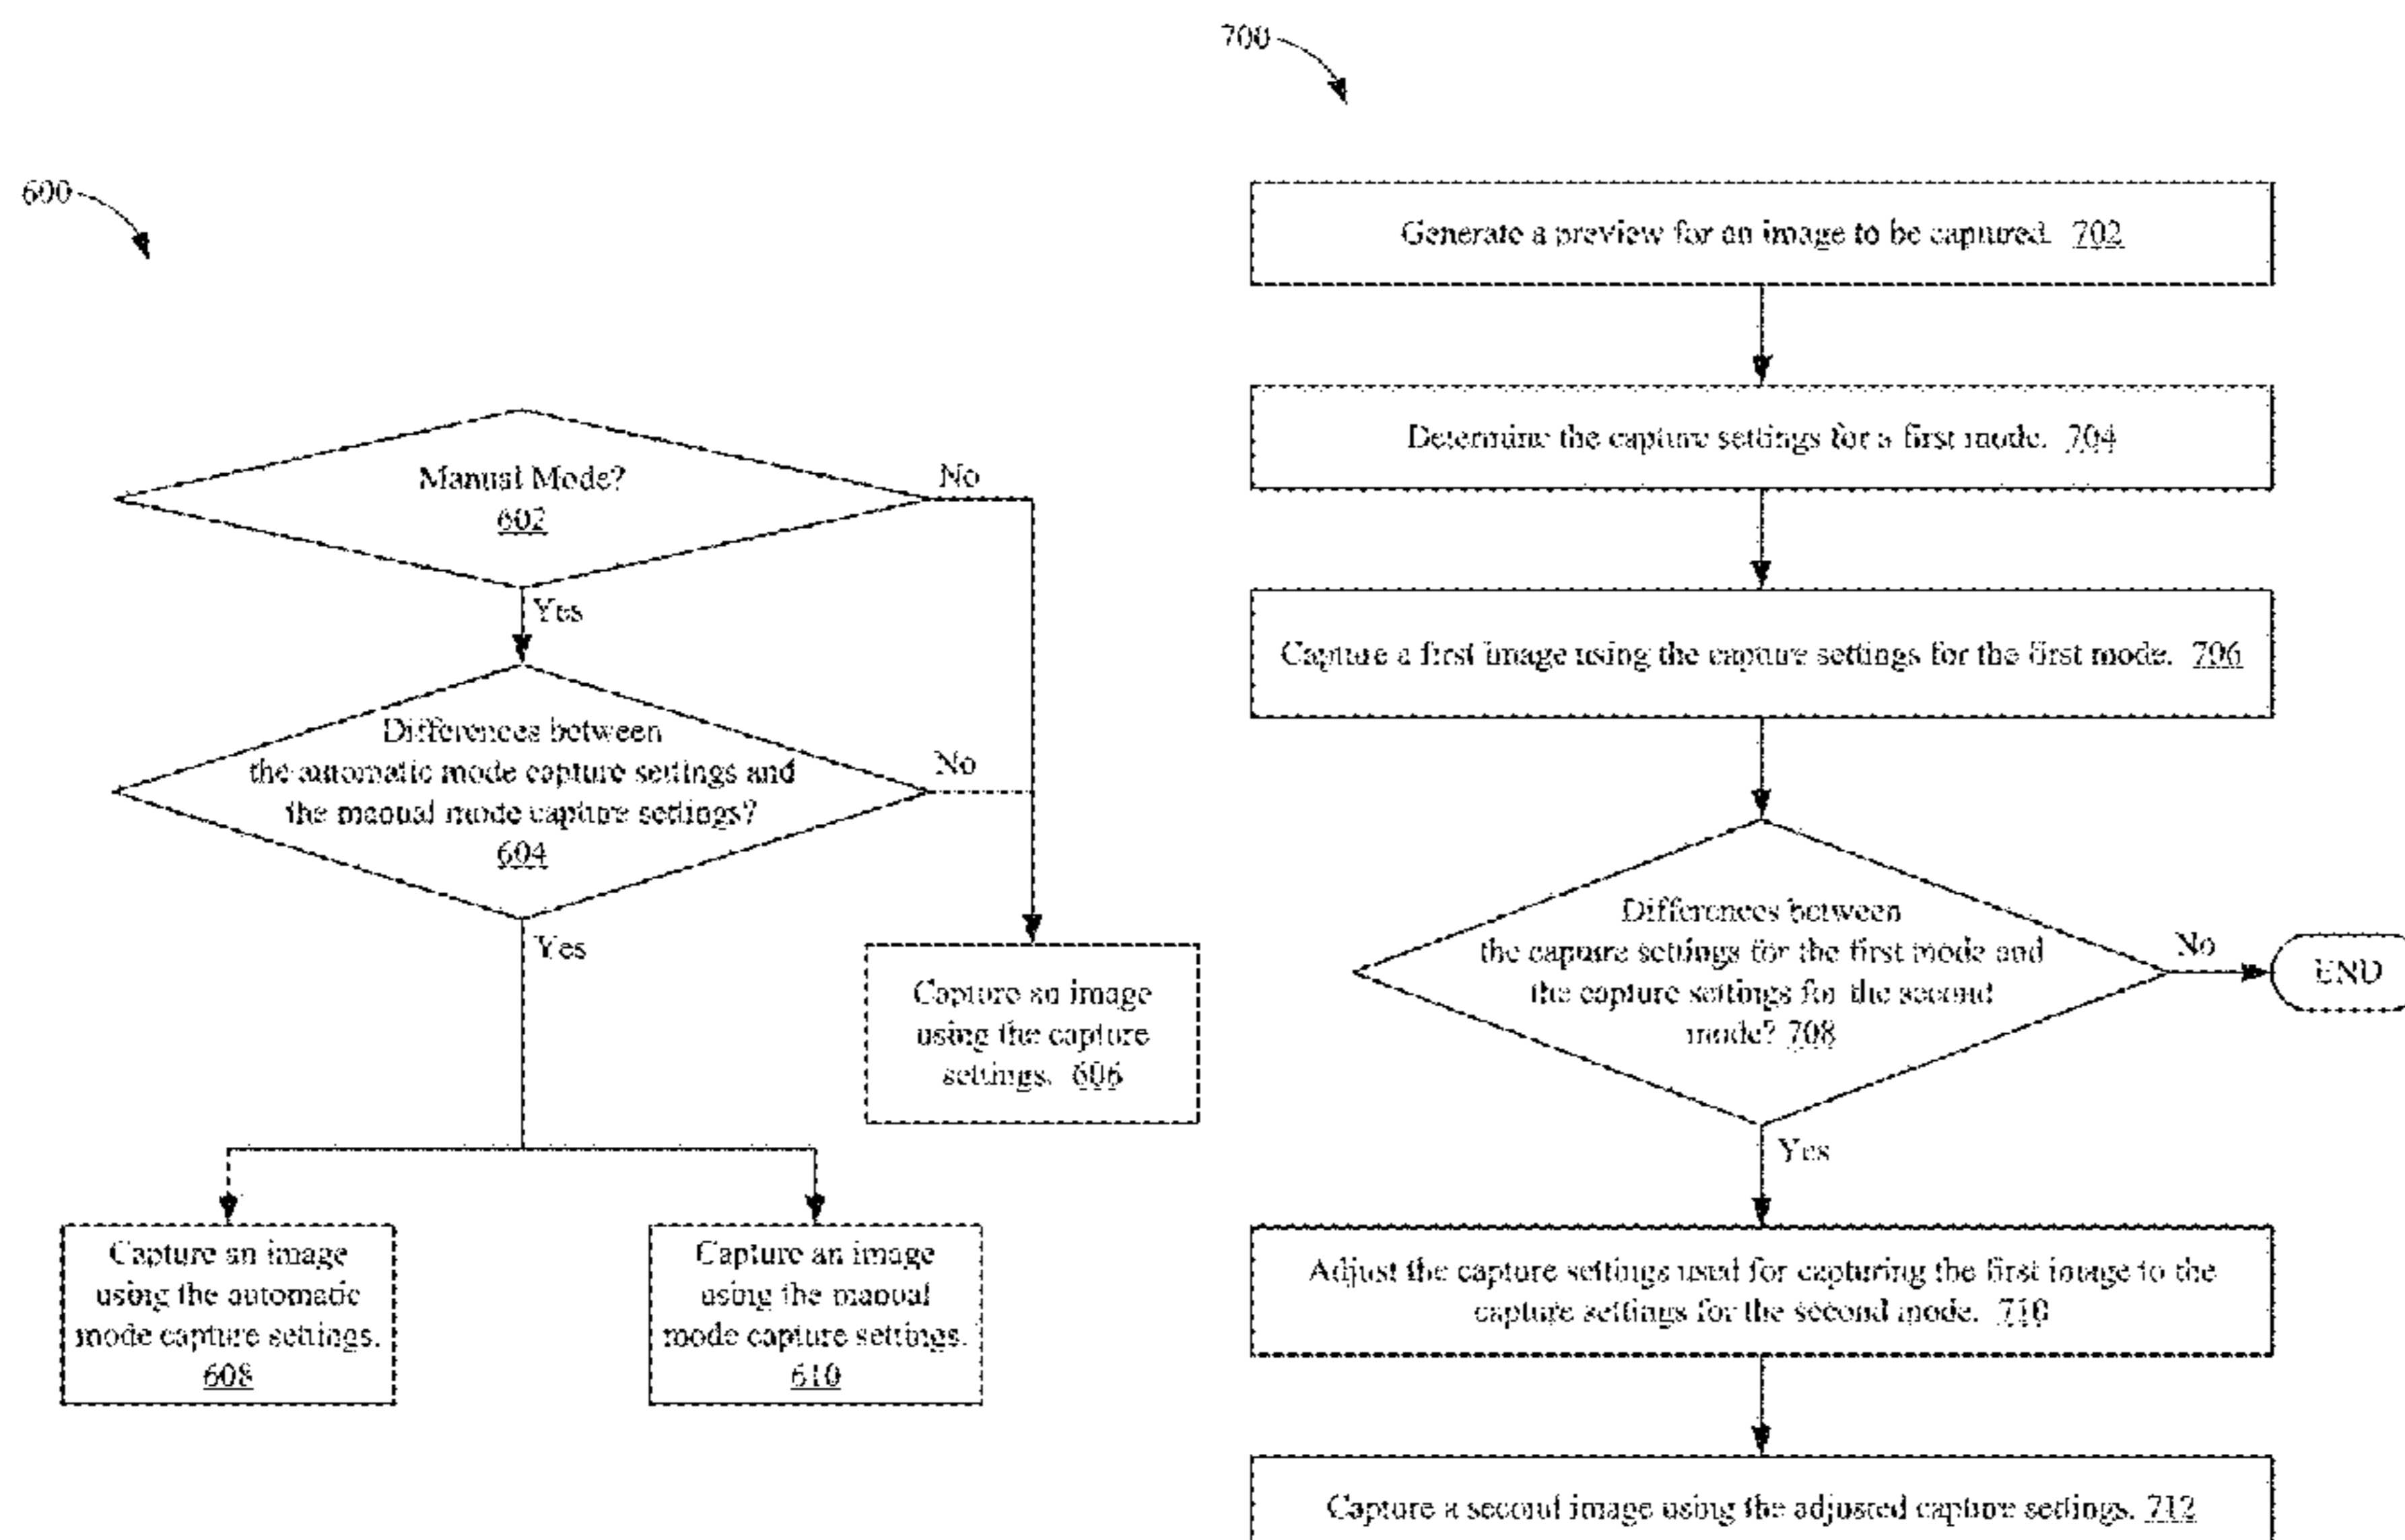 600
Manual Mode?
602
No
Yes
Differences between
the automatic mode capture settings and
the manual mode capture settings?
604
No
Yes
Capture an image
using the capture
settings. 606
Capture an image
using the automatic
mode capture settings.
608
Capture an image
using the manual
mode capture settings.
610
700
Generate a preview for an image to be captured. 702
Determine the capture settings for a first mode. 704
Capture a first image using the capture settings for the first mode. 706
Differences between
the capture settings for the first mode and
the capture settings for the second
mode? 708
No
END
Yes
Adjust the capture settings used for capturing the first image to the
capture settings for the second mode. 710
Capture a second image using the adjusted capture settings. 712